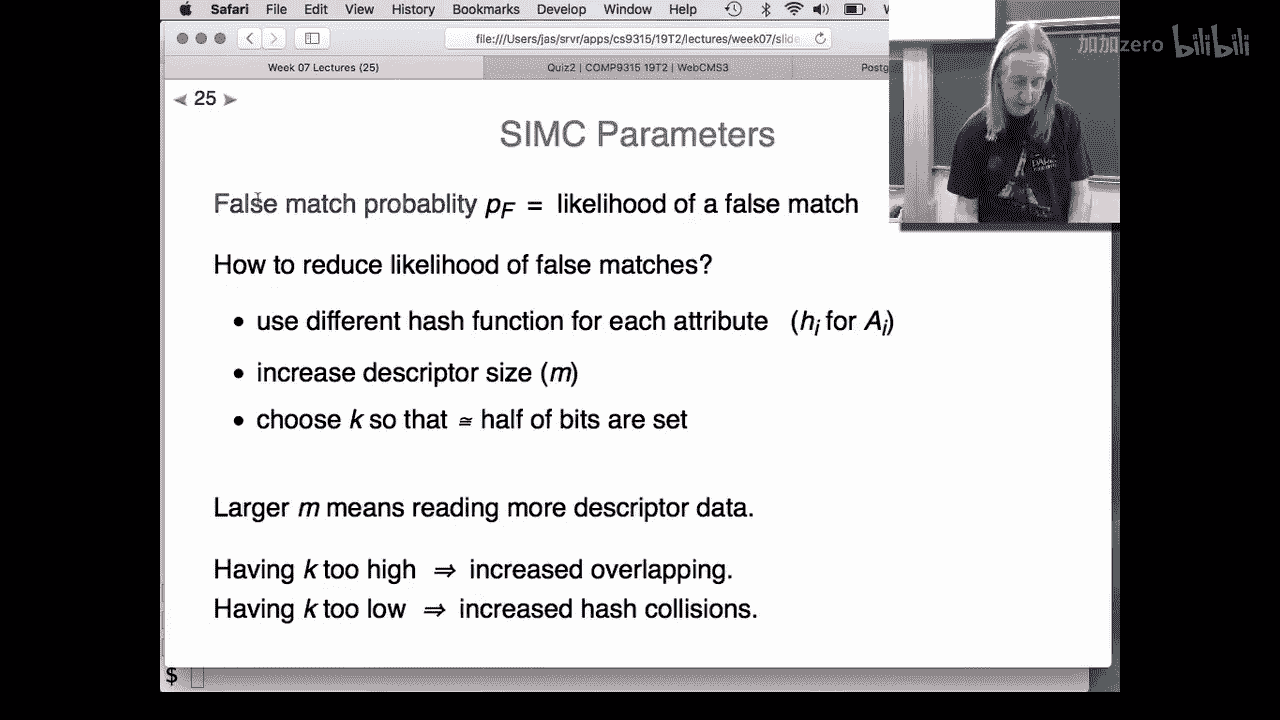 Safari File Edit View History Bookmarks Develop Window Help
file:///Users/jas/srvr/apps/cs9315/19T2/lectures/week07/slide
Week 07 Lectures (25)
Quiz2 | COMP9315 19T2 | WebCMS3
Postg
加加zero bilibili
◀ 25 ▶
SIMC Parameters
False match probablity pF = likelihood of a false match
How to reduce likelihood of false matches?
• use different hash function for each attribute (hi for Ai)
• increase descriptor size (m)
• choose k so that ≅ half of bits are set
Larger m means reading more descriptor data.
Having k too high ⇒ increased overlapping.
Having k too low ⇒ increased hash collisions.
$